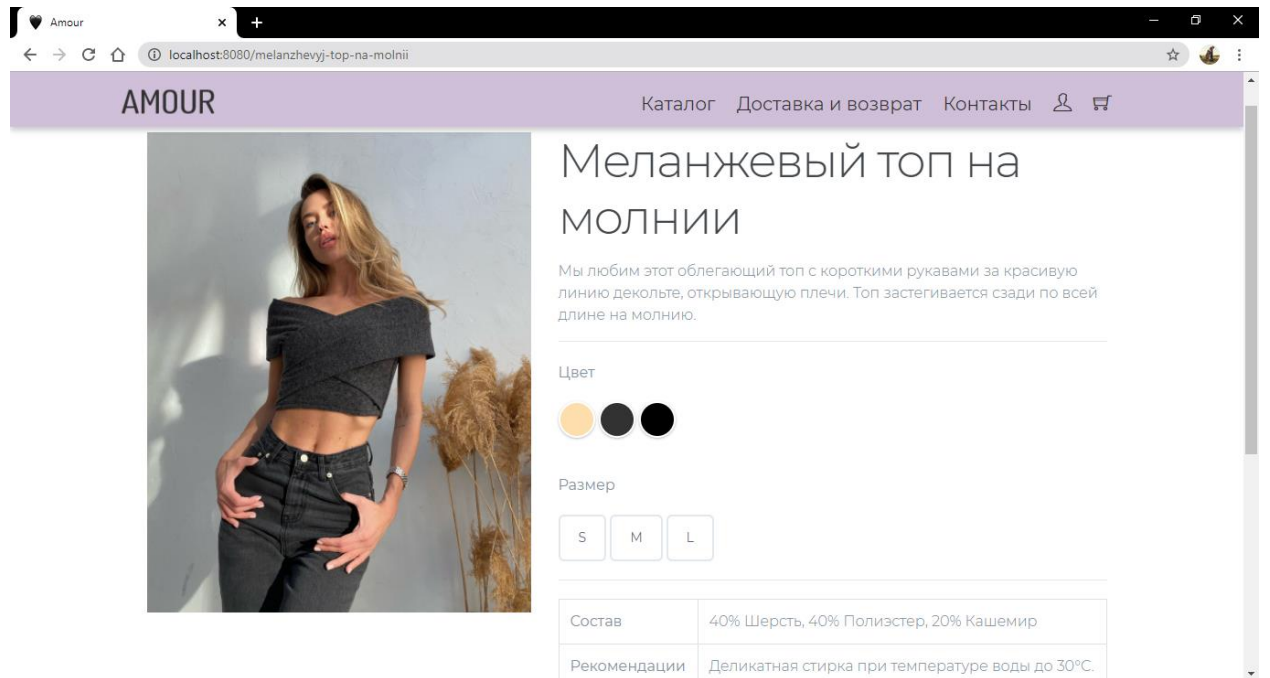 Amour
localhost:8080/melanzhevyj-top-na-molnii
AMOUR
Каталог Доставка и возврат Контакты
Меланжевый топ на
молнии
Мы любим этот облегающий топ с короткими рукавами за красивую
линию декольте, открывающую плечи. Топ застегивается сзади по всей
длине на молнию.
Цвет
Размер
S M L
Состав 40% Шерсть, 40% Полиэстер, 20% Кашемир
Рекомендации Деликатная стирка при температуре воды до 30°C.